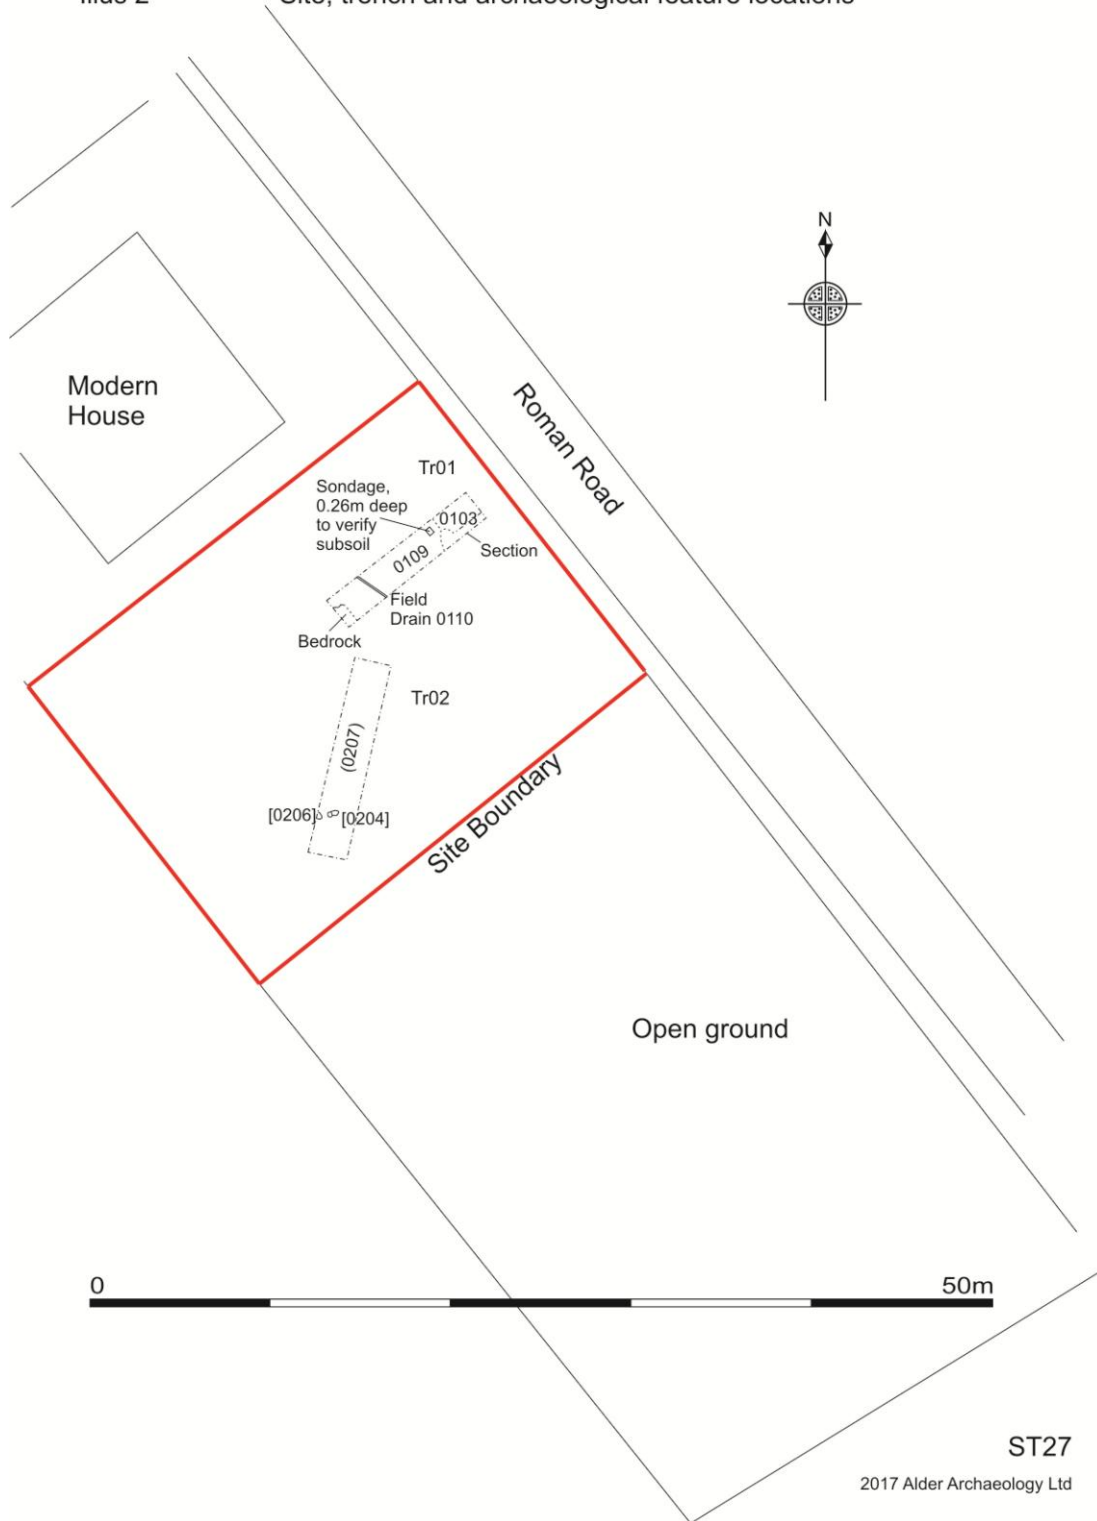 Illus 2 Site, trench and archaeological feature locations
N
Modern
House
Roman Road
Tr01
Sondage,
0.26m deep
to verify
subsoil
0103
0109
Section
Field
Drain 0110
Bedrock
Tr02
(0207)
[0206]
[0204]
Site Boundary
Open ground
0
50m
ST27
2017 Alder Archaeology Ltd